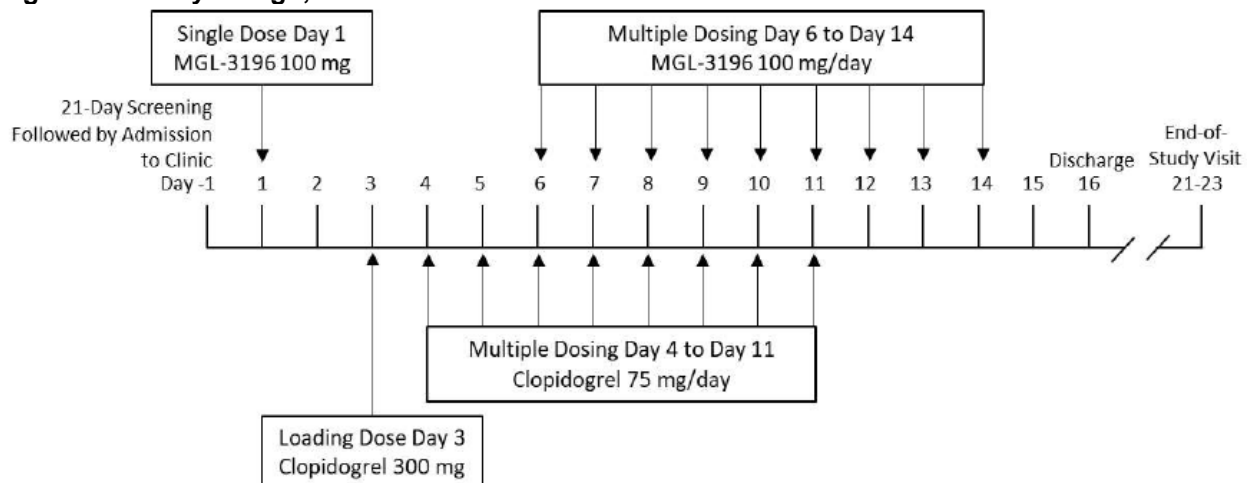 Single Dose Day 1
MGL-3196 100 mg
Multiple Dosing Day 6 to Day 14
MGL-3196 100 mg/day
21-Day Screening
Followed by Admission
to Clinic
Day -1
1 2 3 4 5 6 7 8 9 10 11 12 13 14 15
Discharge
16
End-of-
Study Visit
21-23
Multiple Dosing Day 4 to Day 11
Clopidogrel 75 mg/day
Loading Dose Day 3
Clopidogrel 300 mg